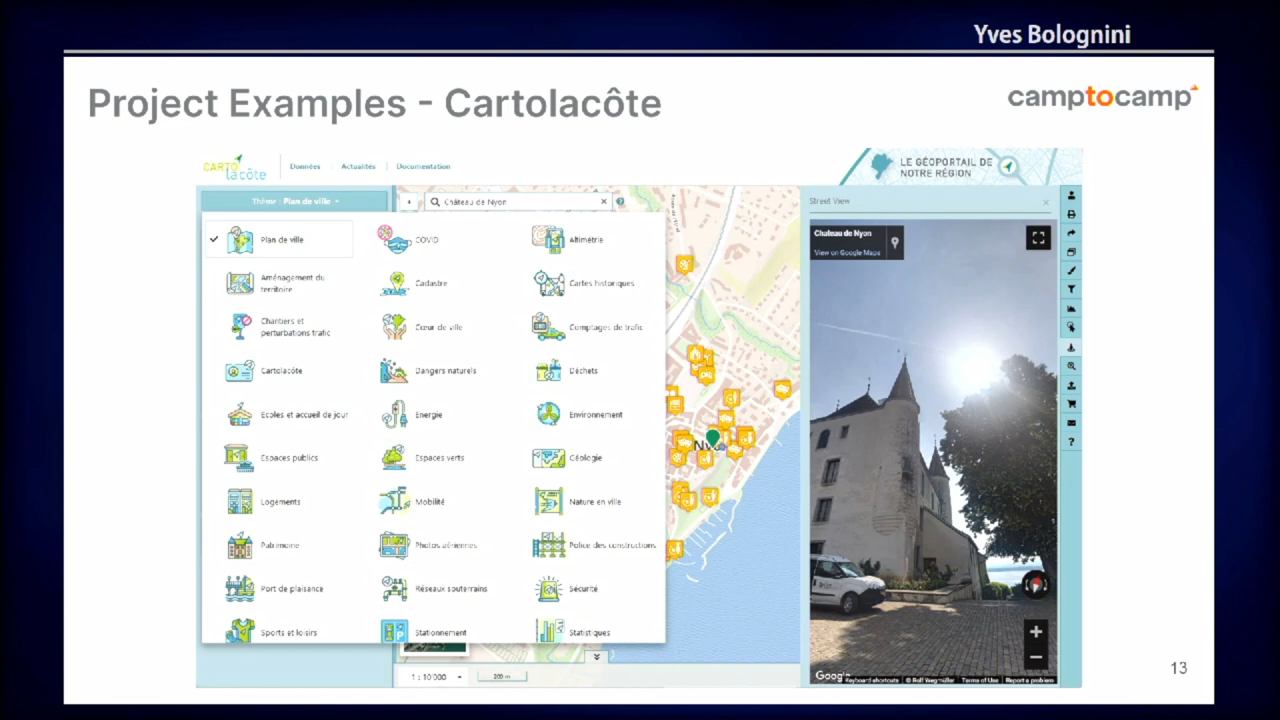 Yves Bolognini
Project Examples - Cartolacôte
camptocamp
CARTO
lacôte
Données
Actualités
Documentation
LE GÉOPORTAIL DE
NOTRE RÉGION
Thème : Plan de ville
Château de Nyon
Street View
Plan de ville
COVID
Altimétrie
Aménagement du
territoire
Cadastre
Cartes historiques
Chantiers et
perturbations trafic
Cœur de ville
Comptages de trafic
Cartolacôte
Dangers naturels
Déchets
Ecoles et accueil de jour
Energie
Environnement
Espaces publics
Espaces verts
Géologie
Logements
Mobilité
Nature en ville
Patrimoine
Photos aériennes
Police des constructions
Port de plaisance
Réseaux souterrains
Sécurité
Sports et loisirs
Stationnement
Statistiques
Chateau de Nyon
View on Google Maps
Google
Keyboard shortcuts
© Rolf Wegmüller
Terms of Use
Report a problem
1 : 10'000
200 m
13